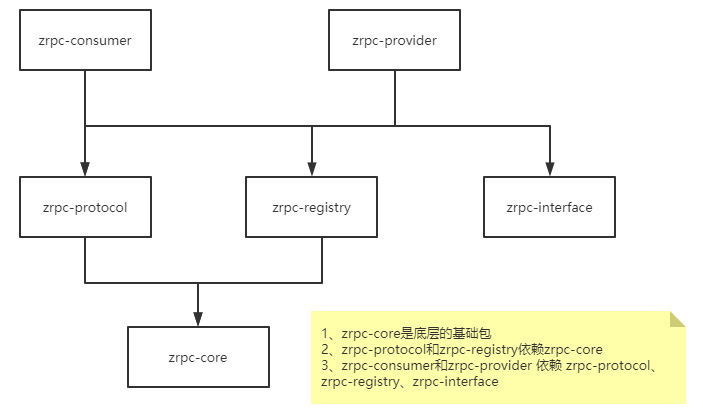 zrpc-consumer
zrpc-provider
zrpc-protocol
zrpc-registry
zrpc-interface
zrpc-core
1、zrpc-core是底层的基础包
2、zrpc-protocol和zrpc-registry依赖zrpc-core
3、zrpc-consumer和zrpc-provider 依赖 zrpc-protocol、
zrpc-registry、zrpc-interface